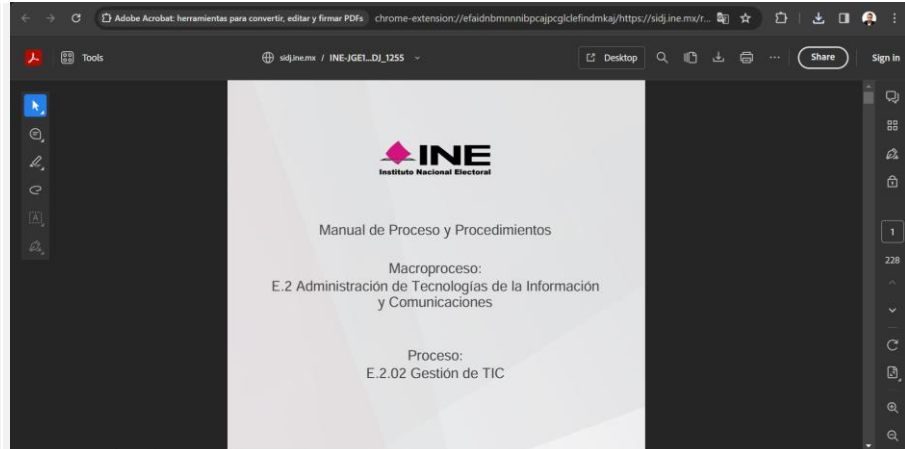 Adobe Acrobat: herramientas para convertir, editar y firmar PDFs
chrome-extension://efaidnbmnnnibpcajpcglclefindmkaj/https://sidj.ine.mx/r...
Tools
sidj.ine.mx / INE-JGE1...DJ_1255
Desktop
Share
Sign in
INE
Instituto Nacional Electoral
Manual de Proceso y Procedimientos
Macroproceso:
E.2 Administración de Tecnologías de la Información
y Comunicaciones
Proceso:
E.2.02 Gestión de TIC
1
228